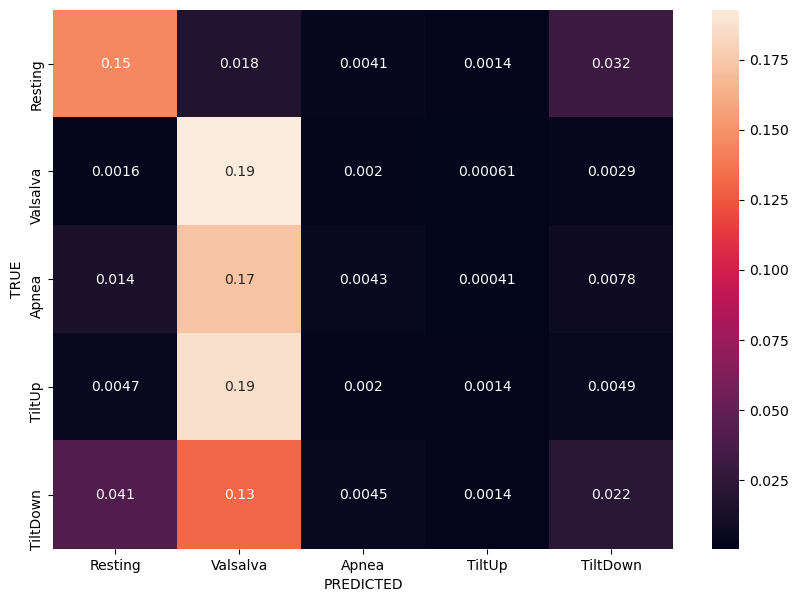 Resting 0.15 0.018 0.0041 0.0014 0.032
Valsalva 0.0016 0.19 0.002 0.00061 0.0029
Apnea 0.014 0.17 0.0043 0.00041 0.0078
TiltUp 0.0047 0.19 0.002 0.0014 0.0049
TiltDown 0.041 0.13 0.0045 0.0014 0.022
TRUE
Resting Valsalva Apnea TiltUp TiltDown
PREDICTED
0.175
0.150
0.125
0.100
0.075
0.050
0.025